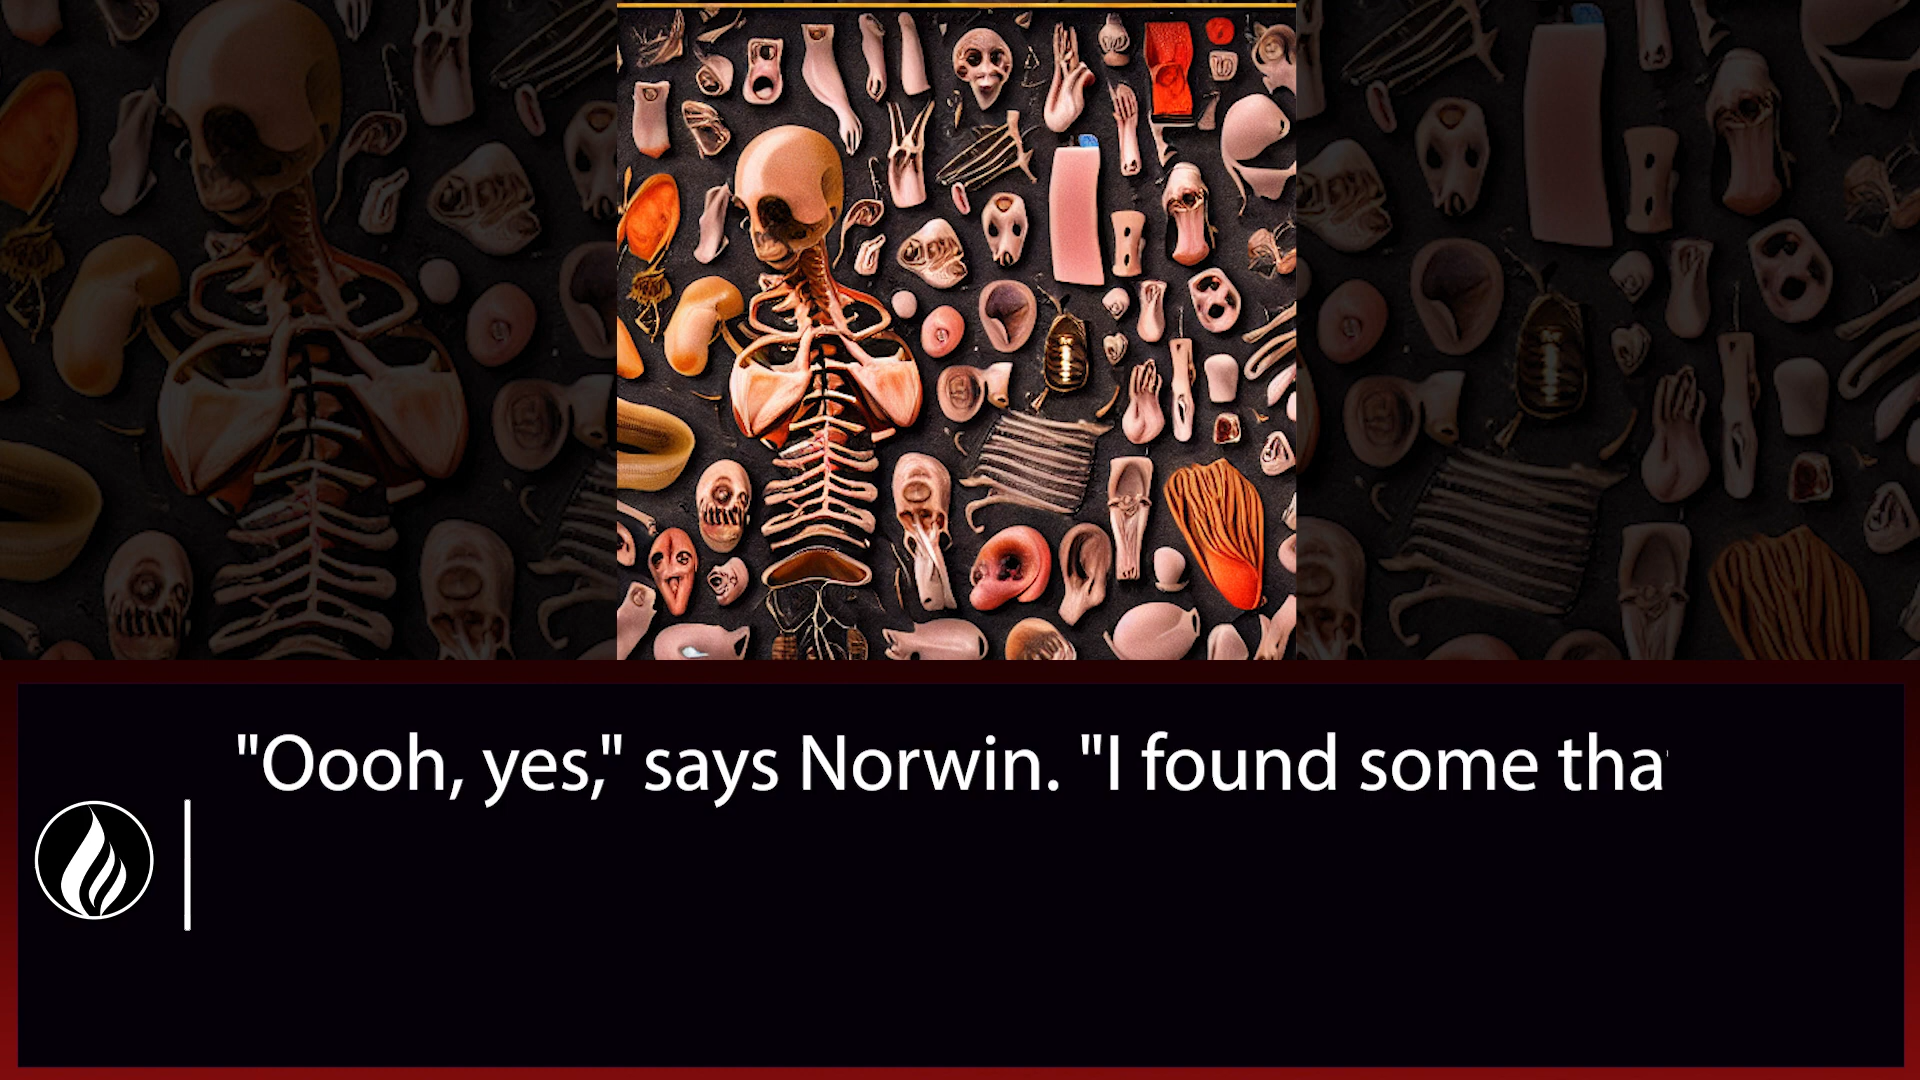 "Oooh, yes," says Norwin. "I found some tha